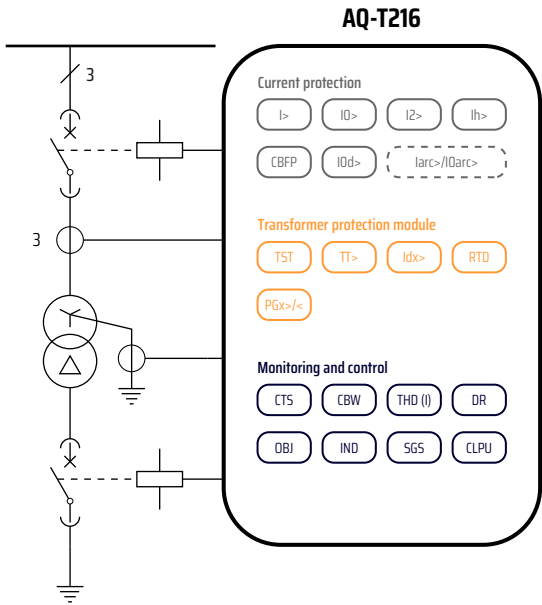 AQ-T216
3
Current protection
I> I0> I2> Ih>
CBFP I0d> Iarc>/I0arc>
3
Transformer protection module
TST TT> Idx> RTD
PGx>/<
Monitoring and control
CTS CBW THD (I) DR
OBJ IND SGS CLPU